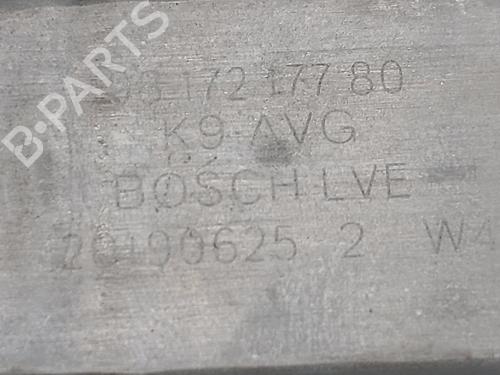 98 172 177 80
K9 AVG
BOSCH LVE
20190625 2 W4
B-PARTS